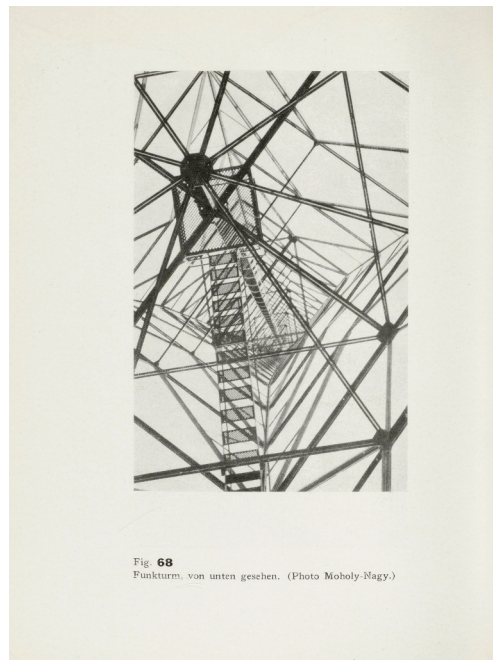 Fig. 68
Funkturm, von unten gesehen. (Photo Moholy-Nagy.)